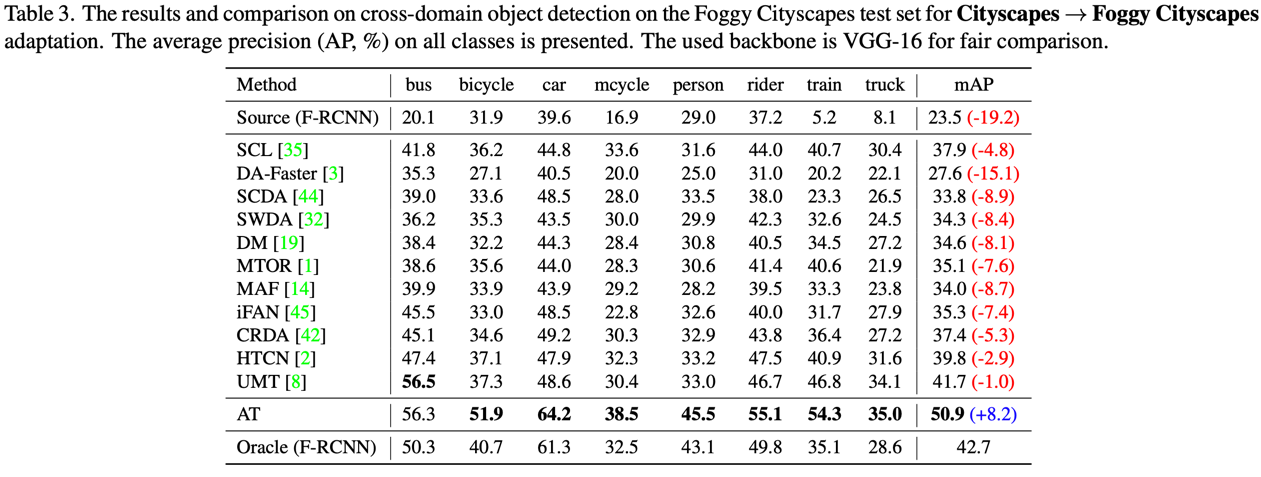 Table 3. The results and comparison on cross-domain object detection on the Foggy Cityscapes test set for Cityscapes → Foggy Cityscapes
adaptation. The average precision (AP, %) on all classes is presented. The used backbone is VGG-16 for fair comparison.
Method bus bicycle car mcycle person rider train truck mAP
Source (F-RCNN) 20.1 31.9 39.6 16.9 29.0 37.2 5.2 8.1 23.5 (-19.2)
SCL [35] 41.8 36.2 44.8 33.6 31.6 44.0 40.7 30.4 37.9 (-4.8)
DA-Faster [3] 35.3 27.1 40.5 20.0 25.0 31.0 20.2 22.1 27.6 (-15.1)
SCDA [44] 39.0 33.6 48.5 28.0 33.5 38.0 23.3 26.5 33.8 (-8.9)
SWDA [32] 36.2 35.3 43.5 30.0 29.9 42.3 32.6 24.5 34.3 (-8.4)
DM [19] 38.4 32.2 44.3 28.4 30.8 40.5 34.5 27.2 34.6 (-8.1)
MTOR [1] 38.6 35.6 44.0 28.3 30.6 41.4 40.6 21.9 35.1 (-7.6)
MAF [14] 39.9 33.9 43.9 29.2 28.2 39.5 33.3 23.8 34.0 (-8.7)
iFAN [45] 45.5 33.0 48.5 22.8 32.6 40.0 31.7 27.9 35.3 (-7.4)
CRDA [42] 45.1 34.6 49.2 30.3 32.9 43.8 36.4 27.2 37.4 (-5.3)
HTCN [2] 47.4 37.1 47.9 32.3 33.2 47.5 40.9 31.6 39.8 (-2.9)
UMT [8] 56.5 37.3 48.6 30.4 33.0 46.7 46.8 34.1 41.7 (-1.0)
AT 56.3 51.9 64.2 38.5 45.5 55.1 54.3 35.0 50.9 (+8.2)
Oracle (F-RCNN) 50.3 40.7 61.3 32.5 43.1 49.8 35.1 28.6 42.7